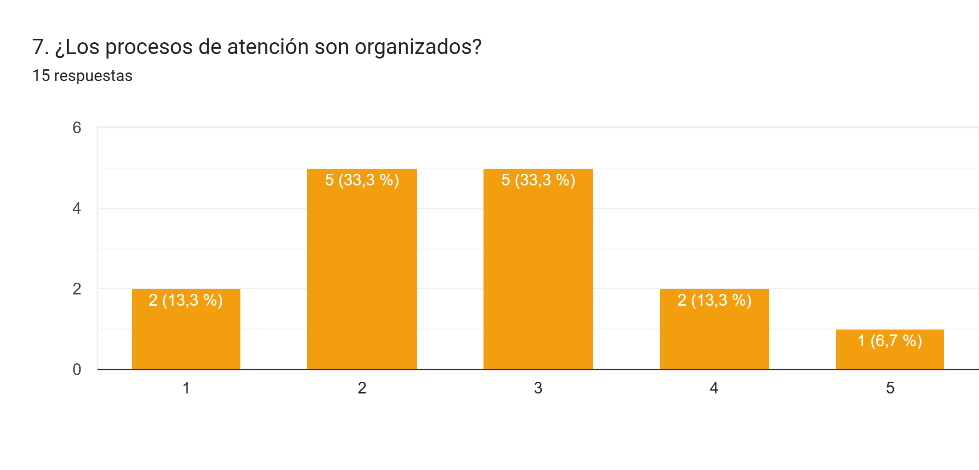 7. ¿Los procesos de atención son organizados?
15 respuestas
6
4
2
0
2 (13,3 %)
5 (33,3 %)
5 (33,3 %)
2 (13,3 %)
1 (6,7 %)
1 2 3 4 5